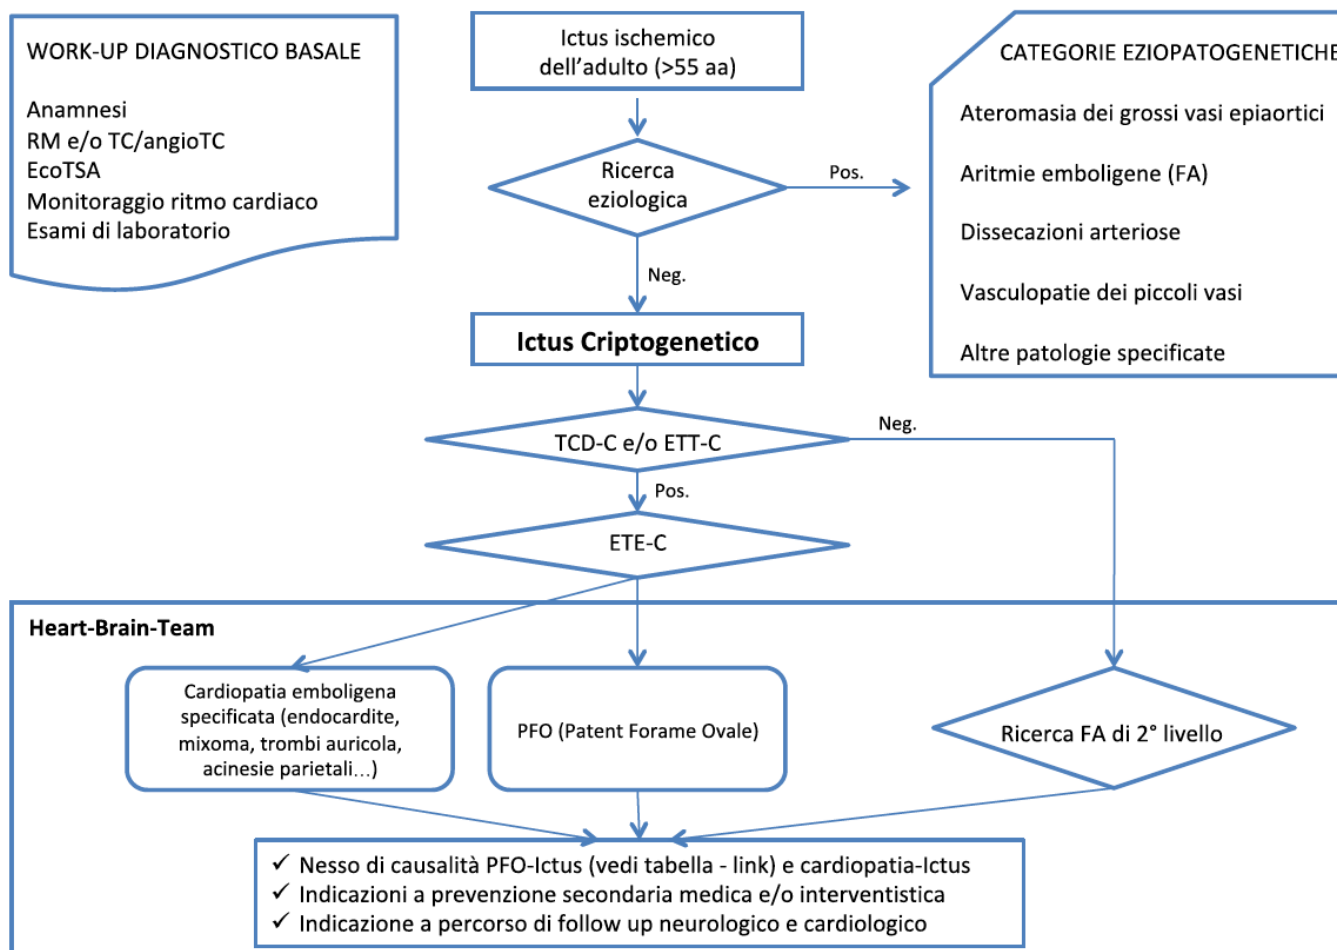 WORK-UP DIAGNOSTICO BASALE
Anamnesi
RM e/o TC/angioTC
EcoTSA
Monitoraggio ritmo cardiaco
Esami di laboratorio
Ictus ischemico
dell'adulto (>55 aa)
Ricerca
eziologica
Pos.
CATEGORIE EZIOPATOGENETICHE
Ateromasia dei grossi vasi epiaortici
Aritmie emboligene (FA)
Dissecazioni arteriose
Vasculopatie dei piccoli vasi
Altre patologie specificate
Neg.
Ictus Criptogenetico
TCD-C e/o ETT-C
Neg.
Pos.
ETE-C
Heart-Brain-Team
Cardiopatia emboligena
specificata (endocardite,
mixoma, trombi auricola,
acinesie parietali...)
PFO (Patent Forame Ovale)
Ricerca FA di 2° livello
✓ Nesso di causalità PFO-Ictus (vedi tabella - link) e cardiopatia-Ictus
✓ Indicazioni a prevenzione secondaria medica e/o interventistica
✓ Indicazione a percorso di follow up neurologico e cardiologico